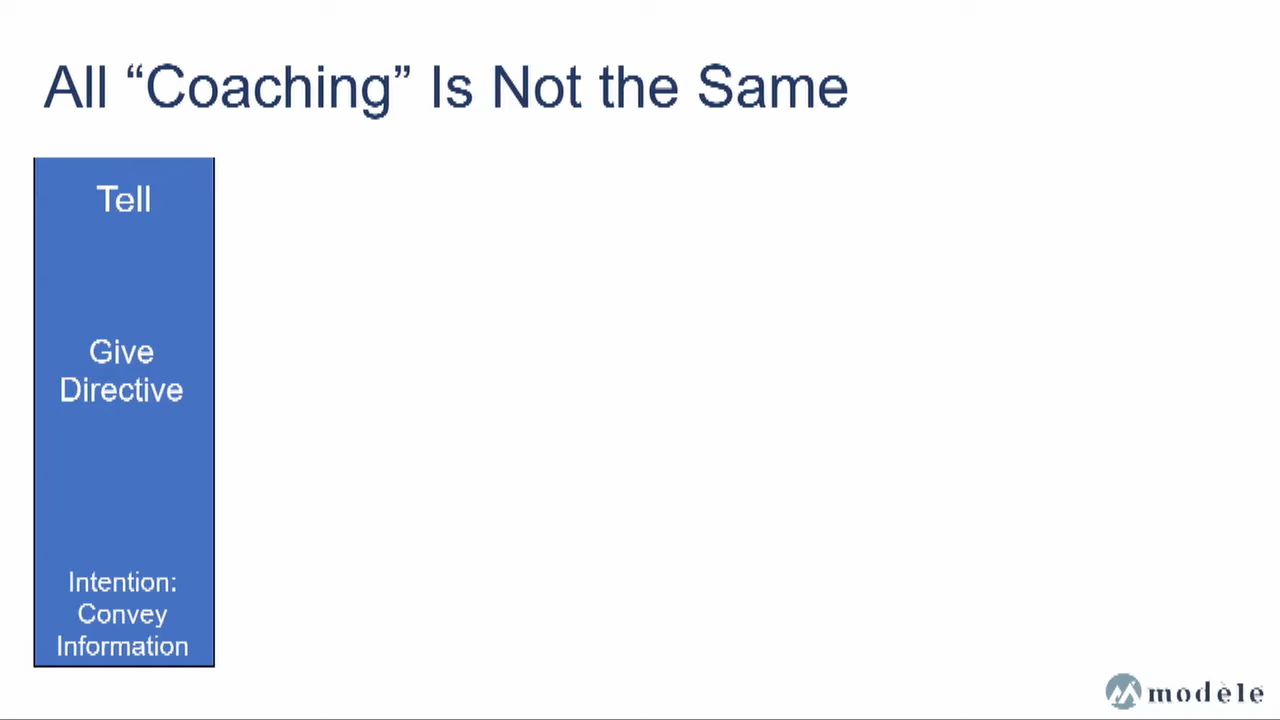 All “Coaching” Is Not the Same
Tell
Give
Directive
Intention:
Convey
Information
modèle